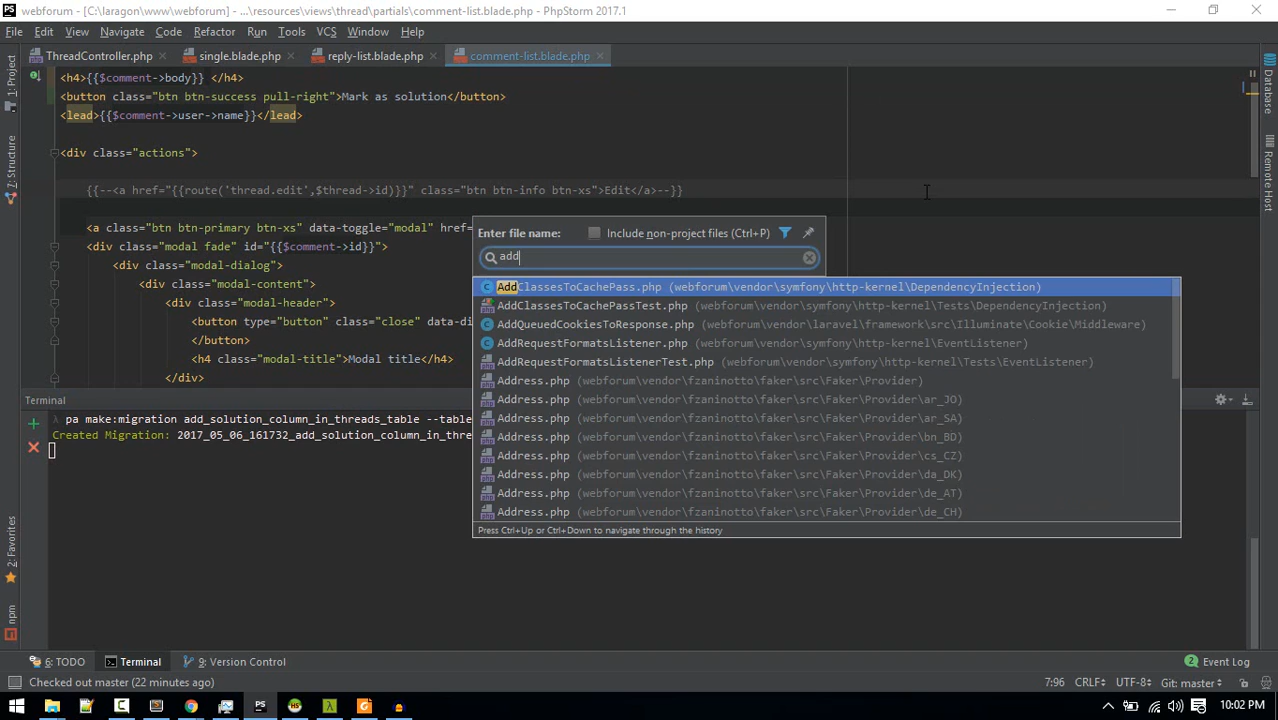 webforum - [C:\laragon\www\webforum] - ...\resources\views\thread\partials\comment-list.blade.php - PhpStorm 2017.1
File Edit View Navigate Code Refactor Run Tools VCS Window Help
ThreadController.php single.blade.php reply-list.blade.php comment-list.blade.php
1: Project
7: Structure
2: Favorites
npm
Database
Remote Host
<h4>{{$comment->body}} </h4>
<button class="btn btn-success pull-right">Mark as solution</button>
<lead>{{$comment->user->name}}</lead>
<div class="actions">
{{--<a href="{{route('thread.edit',$thread->id)}}" class="btn btn-info btn-xs">Edit</a>--}}
<a class="btn btn-primary btn-xs" data-toggle="modal" href=
<div class="modal fade" id="{{$comment->id}}">
<div class="modal-dialog">
<div class="modal-content">
<div class="modal-header">
<button type="button" class="close" data-di
</button>
<h4 class="modal-title">Modal title</h4>
</div>
Enter file name: Include non-project files (Ctrl+P)
add
AddClassesToCachePass.php (webforum\vendor\symfony\http-kernel\DependencyInjection)
AddClassesToCachePassTest.php (webforum\vendor\symfony\http-kernel\Tests\DependencyInjection)
AddQueuedCookiesToResponse.php (webforum\vendor\laravel\framework\src\Illuminate\Cookie\Middleware)
AddRequestFormatsListener.php (webforum\vendor\symfony\http-kernel\EventListener)
AddRequestFormatsListenerTest.php (webforum\vendor\symfony\http-kernel\Tests\EventListener)
Address.php (webforum\vendor\fzaninotto\faker\src\Faker\Provider)
Address.php (webforum\vendor\fzaninotto\faker\src\Faker\Provider\ar_JO)
Address.php (webforum\vendor\fzaninotto\faker\src\Faker\Provider\ar_SA)
Address.php (webforum\vendor\fzaninotto\faker\src\Faker\Provider\bn_BD)
Address.php (webforum\vendor\fzaninotto\faker\src\Faker\Provider\cs_CZ)
Address.php (webforum\vendor\fzaninotto\faker\src\Faker\Provider\da_DK)
Address.php (webforum\vendor\fzaninotto\faker\src\Faker\Provider\de_AT)
Address.php (webforum\vendor\fzaninotto\faker\src\Faker\Provider\de_CH)
Press Ctrl+Up or Ctrl+Down to navigate through the history
Terminal
λ pa make:migration add_solution_column_in_threads_table --table
Created Migration: 2017_05_06_161732_add_solution_column_in_thre
6: TODO Terminal 9: Version Control 2 Event Log
Checked out master (22 minutes ago) 7:96 CRLF÷ UTF-8÷ Git: master÷
10:02 PM